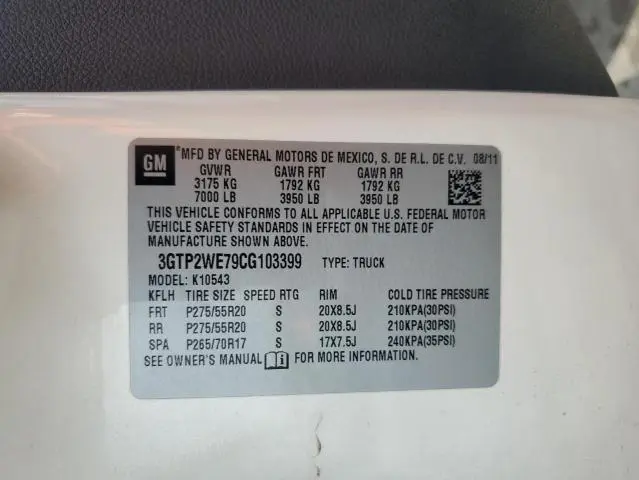 GM *MFD BY GENERAL MOTORS DE MEXICO, S. DE R.L. DE C.V. 08/11
GVWR GAWR FRT GAWR RR
3175 KG 1792 KG 1792 KG
7000 LB 3950 LB 3950 LB
THIS VEHICLE CONFORMS TO ALL APPLICABLE U.S. FEDERAL MOTOR
VEHICLE SAFETY STANDARDS IN EFFECT ON THE DATE OF
MANUFACTURE SHOWN ABOVE.
3GTP2WE79CG103399 TYPE: TRUCK
MODEL: K10543
KFLH TIRE SIZE SPEED RTG RIM COLD TIRE PRESSURE
FRT P275/55R20 S 20X8.5J 210KPA(30PSI)
RR P275/55R20 S 20X8.5J 210KPA(30PSI)
SPA P265/70R17 S 17X7.5J 240KPA(35PSI)
SEE OWNER'S MANUAL i FOR MORE INFORMATION.